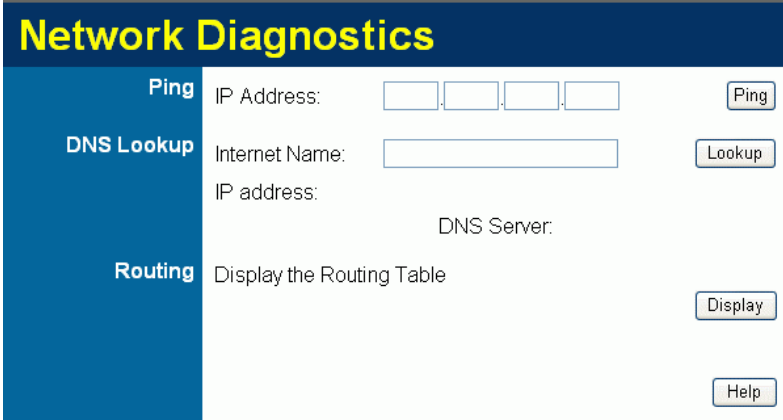 Network Diagnostics
Ping IP Address: . . . Ping
DNS Lookup Internet Name: Lookup
IP address:
DNS Server:
Routing Display the Routing Table
Display
Help